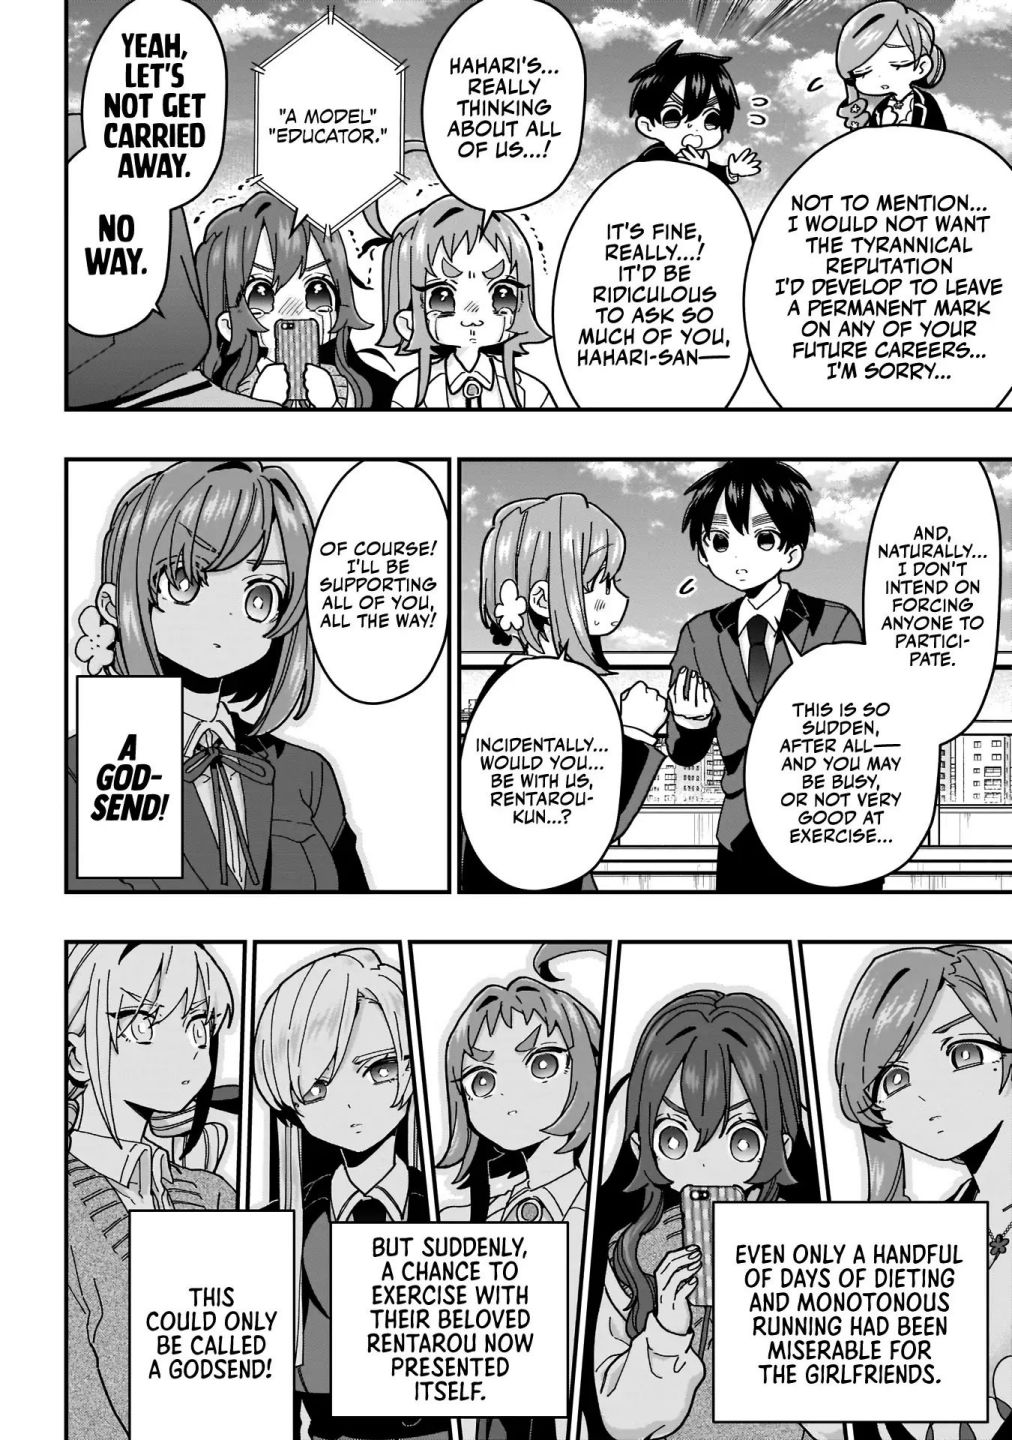 NOT TO MENTION...
I WOULD NOT WANT
THE TYRANNICAL
REPUTATION
I'D DEVELOP TO LEAVE
A PERMANENT MARK
ON ANY OF YOUR
FUTURE CAREERS...
I'M SORRY...
IT'S FINE,
REALLY...!
IT'D BE
RIDICULOUS
TO ASK SO
MUCH OF YOU,
HAHARI-SAN——
HAHARI'S...
REALLY
THINKING
ABOUT ALL
OF US...!
"A MODEL"
"EDUCATOR."
YEAH,
LET'S
NOT GET
CARRIED
AWAY.
NO
WAY.
AND,
NATURALLY...
I DON'T
INTEND ON
FORCING
ANYONE TO
PARTICI-
PATE.
THIS IS SO
SUDDEN,
AFTER ALL——
AND YOU MAY
BE BUSY,
OR NOT VERY
GOOD AT
EXERCISE...
INCIDENTALLY...
WOULD YOU...
BE WITH US,
RENTAROU-
KUN...?
OF COURSE!
I'LL BE
SUPPORTING
ALL OF YOU,
ALL THE WAY!
A
GOD-
SEND!
EVEN ONLY A HANDFUL
OF DAYS OF DIETING
AND MONOTONOUS
RUNNING HAD BEEN
MISERABLE FOR
THE GIRLFRIENDS.
BUT SUDDENLY,
A CHANCE TO
EXERCISE WITH
THEIR BELOVED
RENTAROU NOW
PRESENTED
ITSELF.
THIS
COULD ONLY
BE CALLED
A GODSEND!